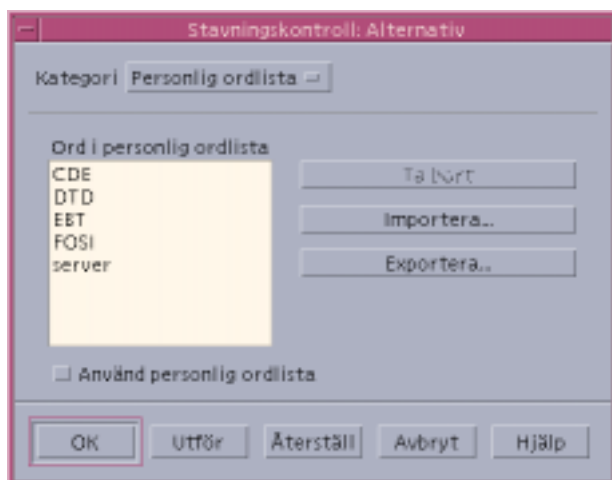 Stavningskontroll: Alternativ
Kategori Personlig ordlista
Ord i personlig ordlista
CDE
DTD
EBT
FOSI
server
Ta bort
Importera...
Exportera...
Använd personlig ordlista
OK Utför Återställ Avbryt Hjälp